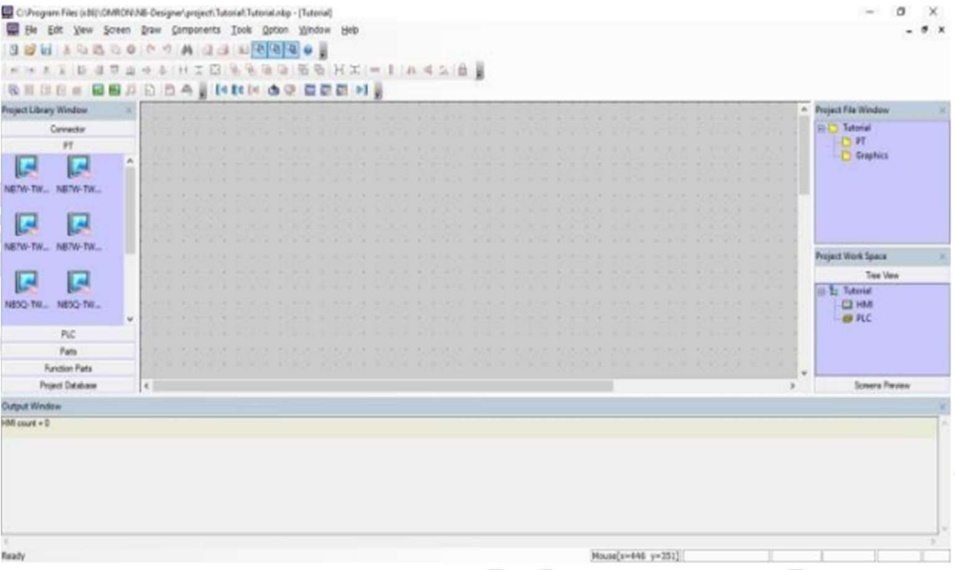 C:\Program Files (x86)\OMRON\NB-Designer\project\Tutorial\Tutorial.nbp - [Tutorial]
File Edit View Screen Draw Components Tools Option Window Help
Project Library Window
Connector
PT
NB7W-TW... NB7W-TW...
NB7W-TW... NB7W-TW...
NB5Q-TW... NB5Q-TW...
PLC
Parts
Function Parts
Project Database
Project File Window
Tutorial
PT
Graphics
Project Work Space
Tree View
Tutorial
HMI
PLC
Screens Preview
Output Window
HMI count = 0
Ready
Mouse[x=446 y=351]